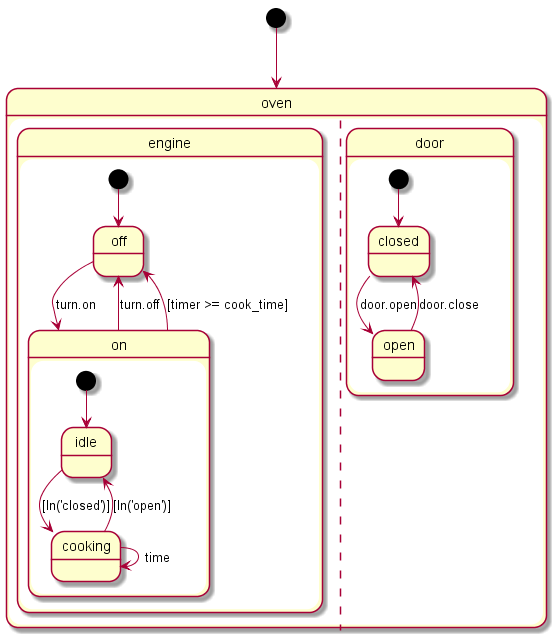 oven
engine
door
off
closed
turn.on
turn.off
[timer >= cook_time]
door.open
door.close
on
open
idle
[In('closed')]
[In('open')]
cooking
time